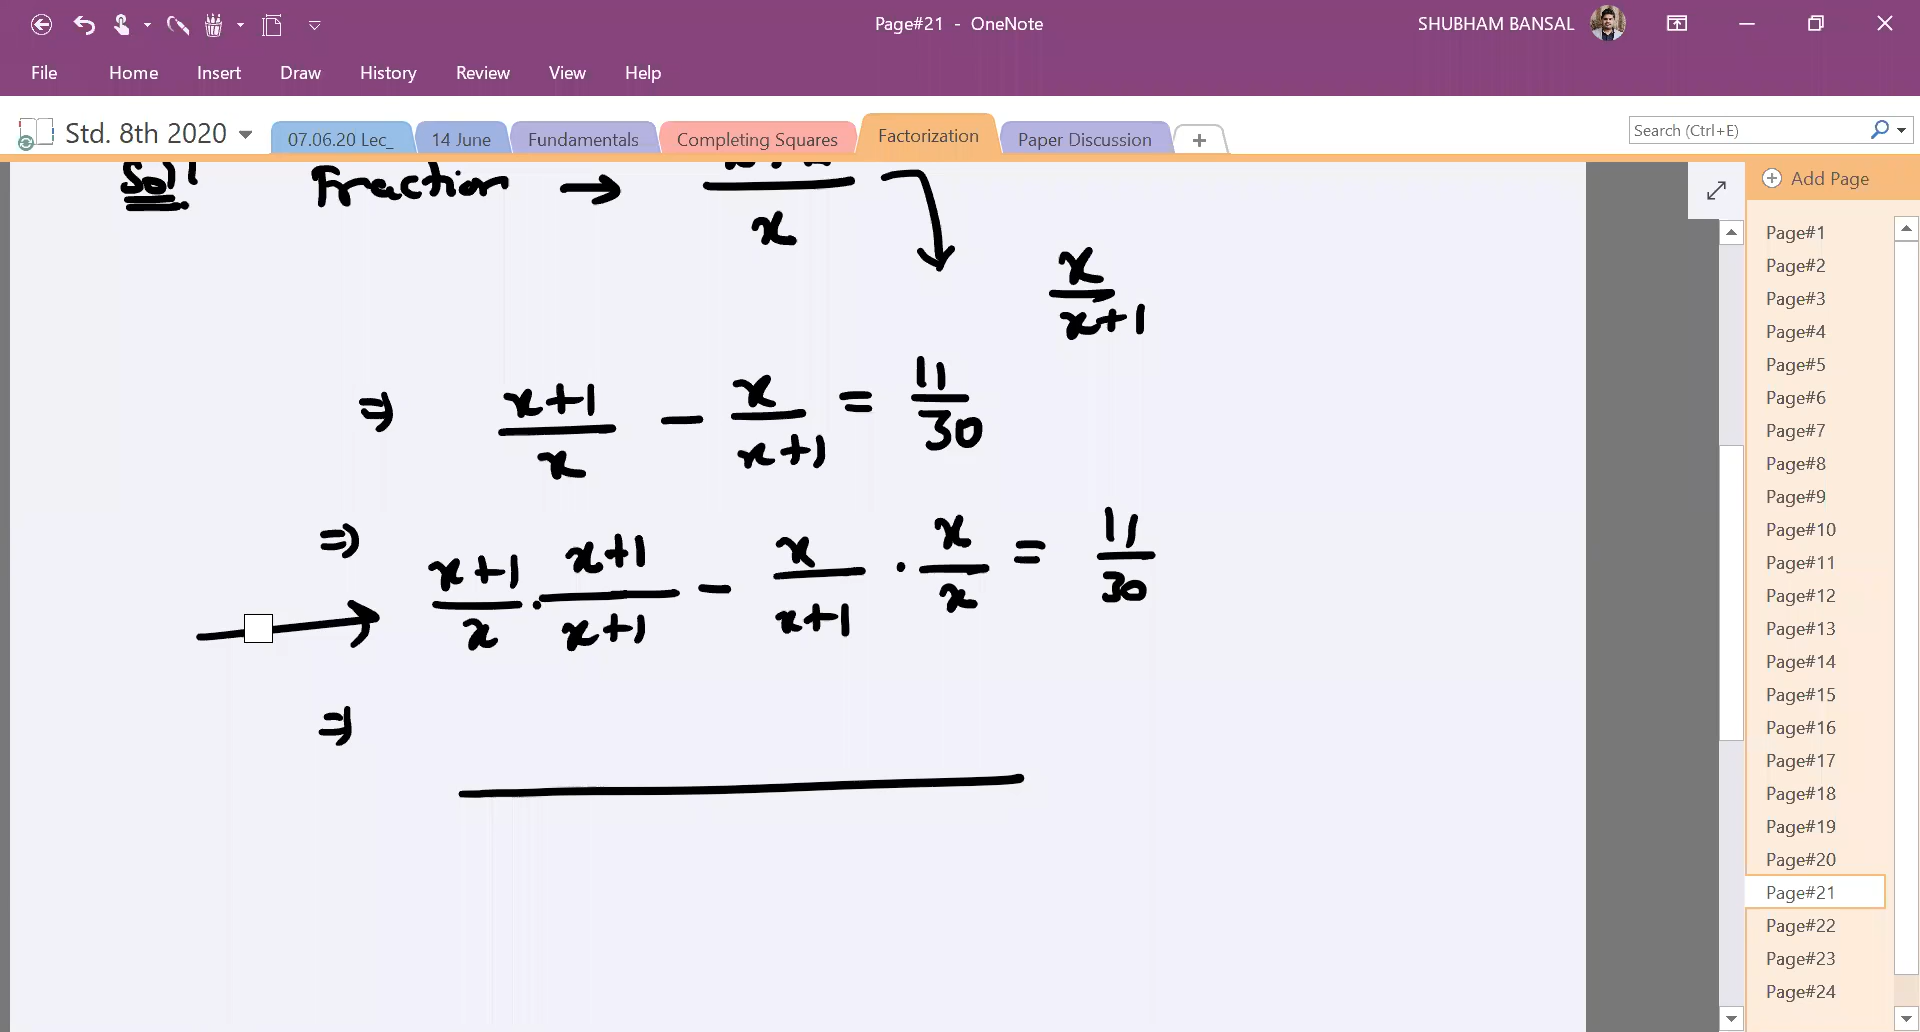 Page#21 - OneNote
SHUBHAM BANSAL
File Home Insert Draw History Review View Help
Std. 8th 2020
07.06.20 Lec_
14 June
Fundamentals
Completing Squares
Factorization
Paper Discussion
+
Search (Ctrl+E)
Add Page
Page#1
Page#2
Page#3
Page#4
Page#5
Page#6
Page#7
Page#8
Page#9
Page#10
Page#11
Page#12
Page#13
Page#14
Page#15
Page#16
Page#17
Page#18
Page#19
Page#20
Page#21
Page#22
Page#23
Page#24
Sol! Fraction → /x
x/(x+1)
⇒ (x+1)/x - x/(x+1) = 11/30
⇒ (x+1)/x · (x+1)/(x+1) - x/(x+1) · x/x = 11/30
⇒